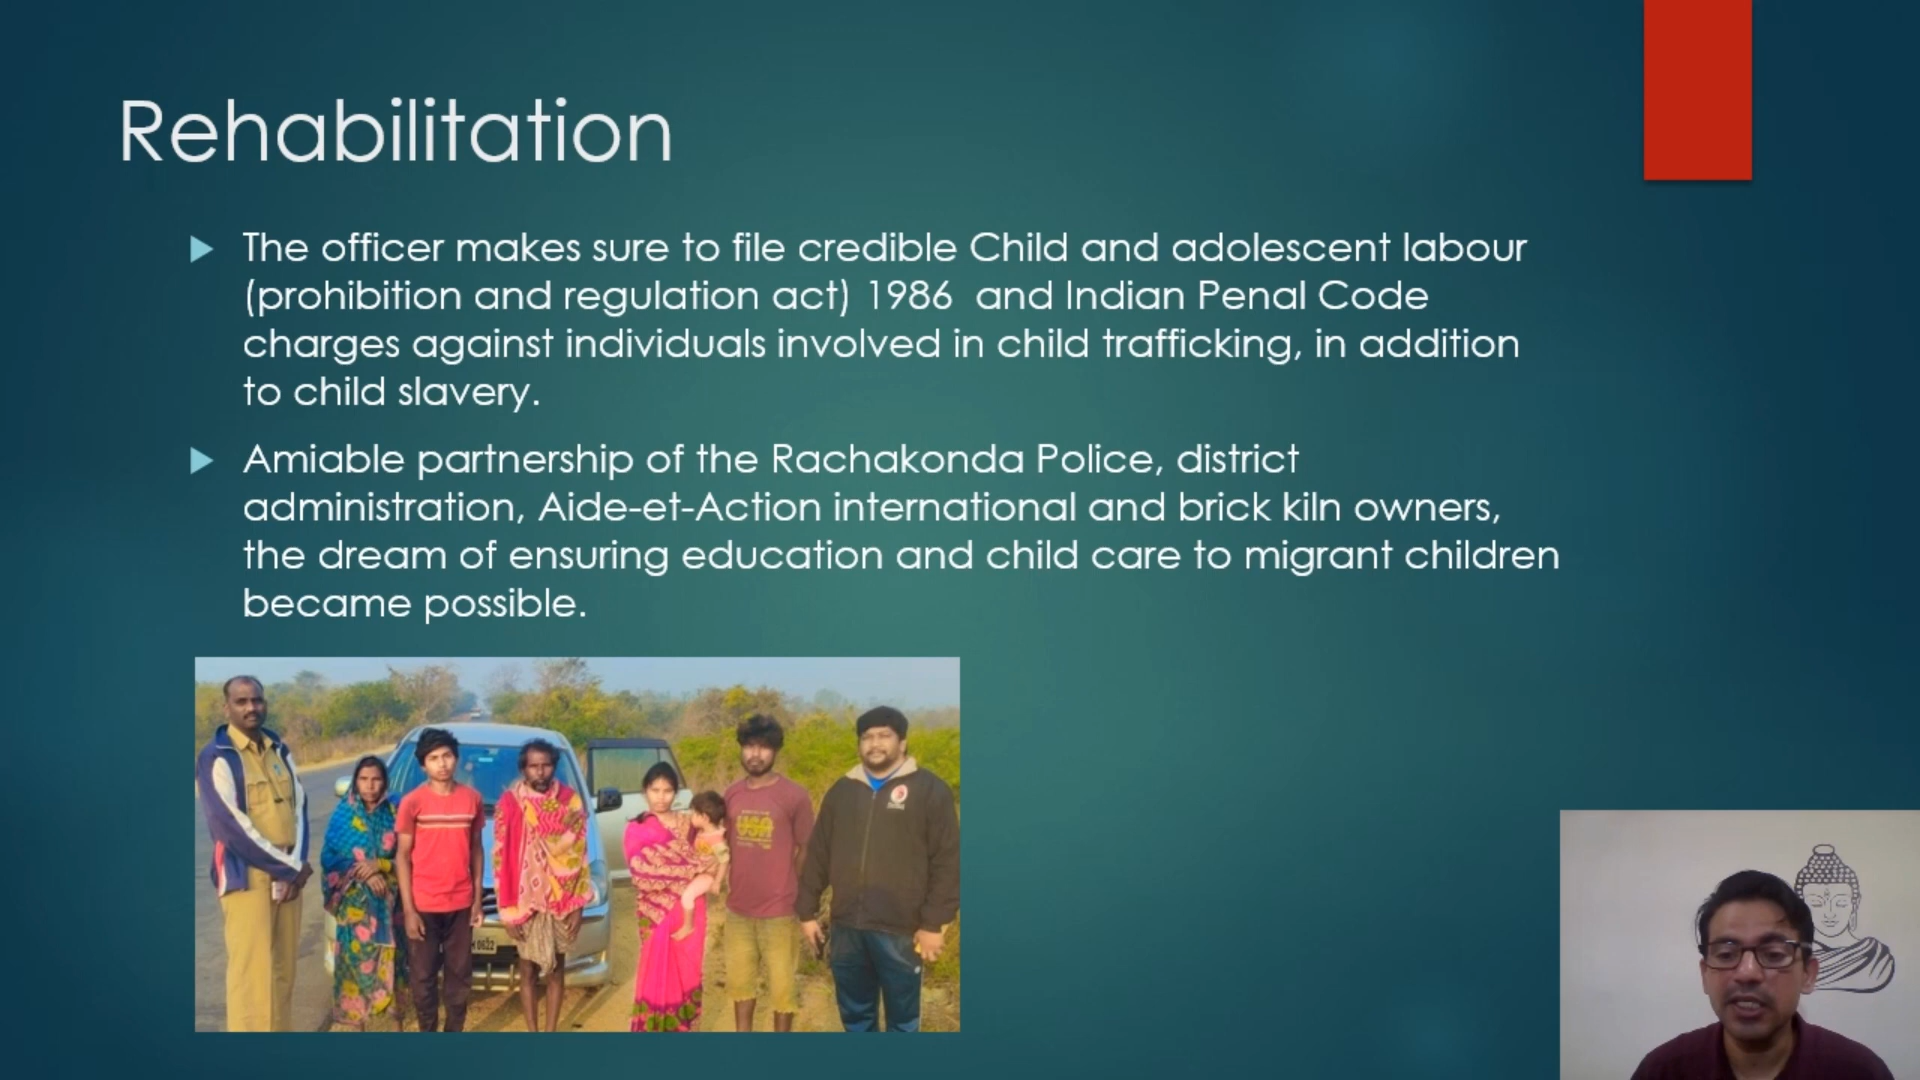 Rehabilitation
The officer makes sure to file credible Child and adolescent labour
(prohibition and regulation act) 1986 and Indian Penal Code
charges against individuals involved in child trafficking, in addition
to child slavery.
Amiable partnership of the Rachakonda Police, district
administration, Aide-et-Action international and brick kiln owners,
the dream of ensuring education and child care to migrant children
became possible.
USA
0622